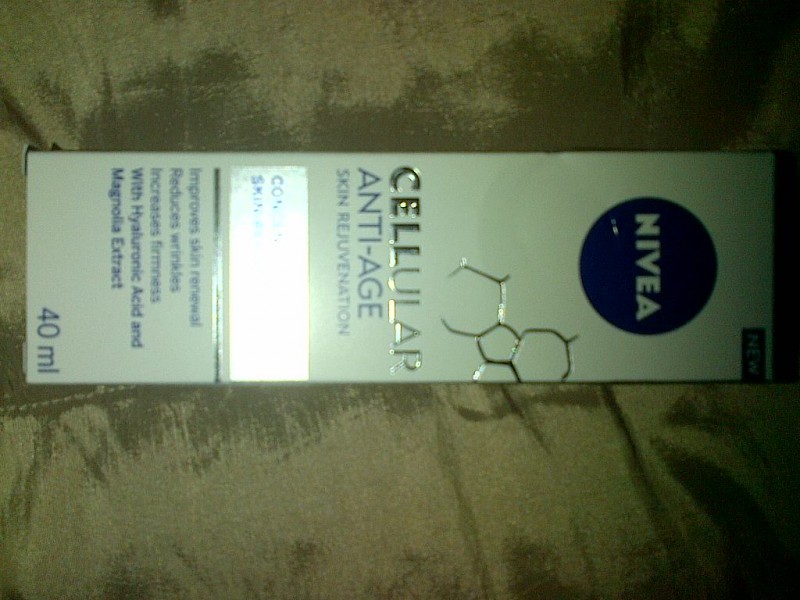 NEW
NIVEA
CELLULAR
ANTI-AGE
SKIN REJUVENATION
SKIN
Improves skin renewal
Reduces wrinkles
Increases firmness
With Hyaluronic Acid and
Magnolia Extract
40 ml